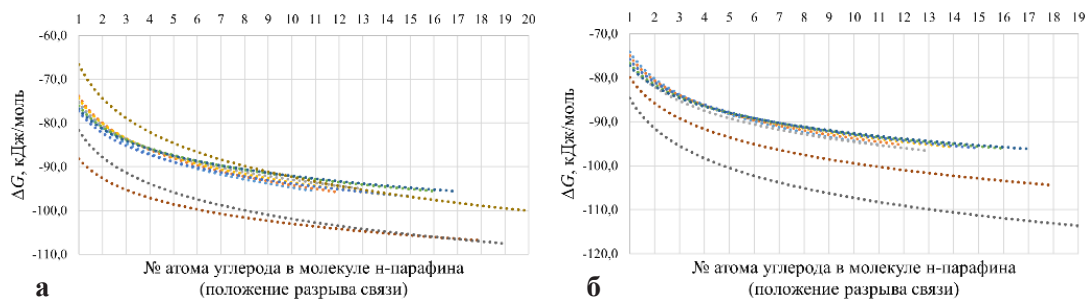 1 2 3 4 5 6 7 8 9 10 11 12 13 14 15 16 17 18 19 20
-60,0
-70,0
-80,0
-90,0
-100,0
-110,0
ΔG, кДж/моль
№ атома углерода в молекуле н-парафина
(положение разрыва связи)
а
1 2 3 4 5 6 7 8 9 10 11 12 13 14 15 16 17 18 19
-70,0
-80,0
-90,0
-100,0
-110,0
-120,0
ΔG, кДж/моль
№ атома углерода в молекуле н-парафина
(положение разрыва связи)
б